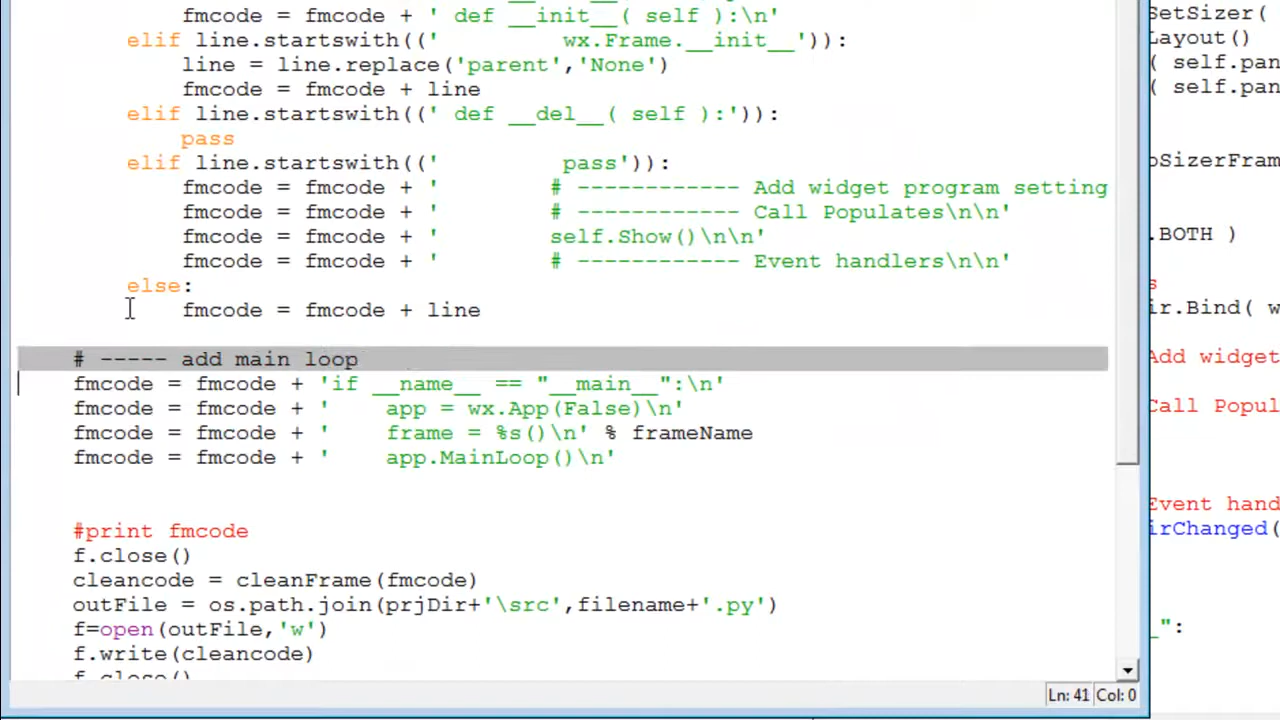 fmcode = fmcode + ' def __init__( self ):\n'
elif line.startswith(('         wx.Frame.__init__')):
line = line.replace('parent','None')
fmcode = fmcode + line
elif line.startswith((' def __del__( self ):')):
pass
elif line.startswith(('         pass')):
fmcode = fmcode + '        # ------------ Add widget program setting
fmcode = fmcode + '        # ------------ Call Populates\n\n'
fmcode = fmcode + '        self.Show()\n\n'
fmcode = fmcode + '        # ------------ Event handlers\n\n'
else:
fmcode = fmcode + line
# ----- add main loop
fmcode = fmcode + 'if __name__ == "__main__":\n'
fmcode = fmcode + '    app = wx.App(False)\n'
fmcode = fmcode + '    frame = %s()\n' % frameName
fmcode = fmcode + '    app.MainLoop()\n'
#print fmcode
f.close()
cleancode = cleanFrame(fmcode)
outFile = os.path.join(prjDir+'\src',filename+'.py')
f=open(outFile,'w')
f.write(cleancode)
f.close()
Ln: 41 Col: 0
SetSizer(
Layout()
( self.pan
( self.pan
oSizerFram
.BOTH )
s
ir.Bind( w
Add widget
Call Popul
Event hand
irChanged(
_":